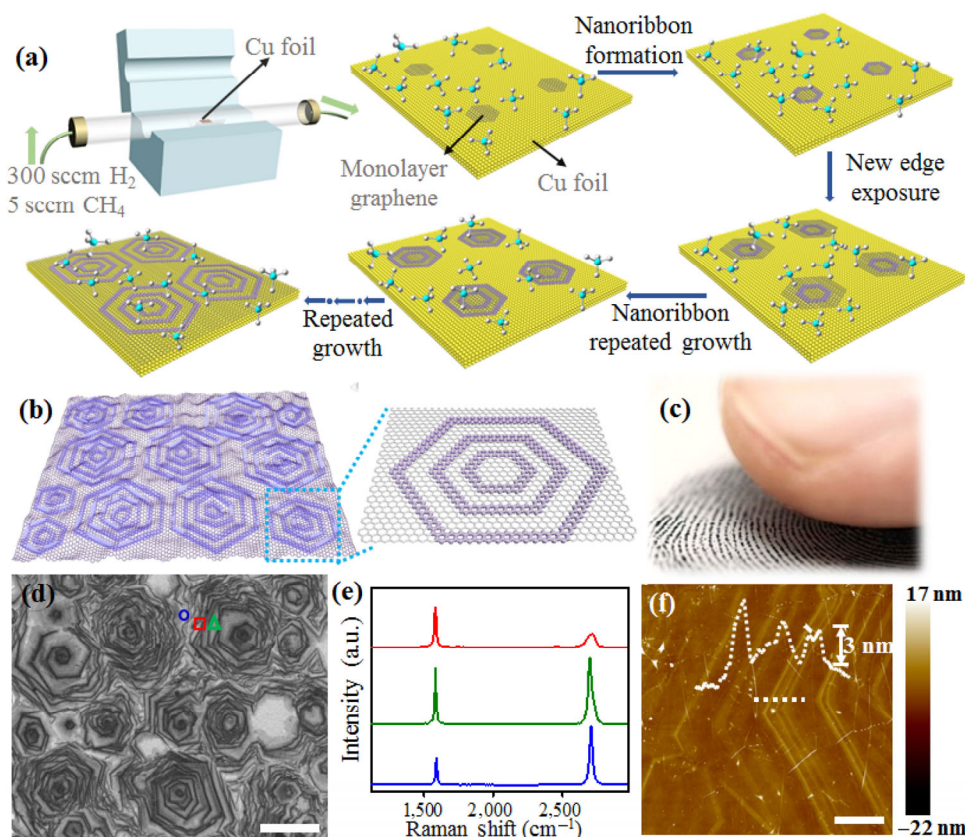 (a)
Cu foil
300 sccm H₂
5 sccm CH₄
Monolayer
graphene
Cu foil
Nanoribbon
formation
New edge
exposure
Nanoribbon
repeated growth
Repeated
growth
(b)
(c)
(d)
(e)
Intensity (a.u.)
1,500 2,000 2,500
Raman shift (cm⁻¹)
(f)
3 nm
17 nm
−22 nm